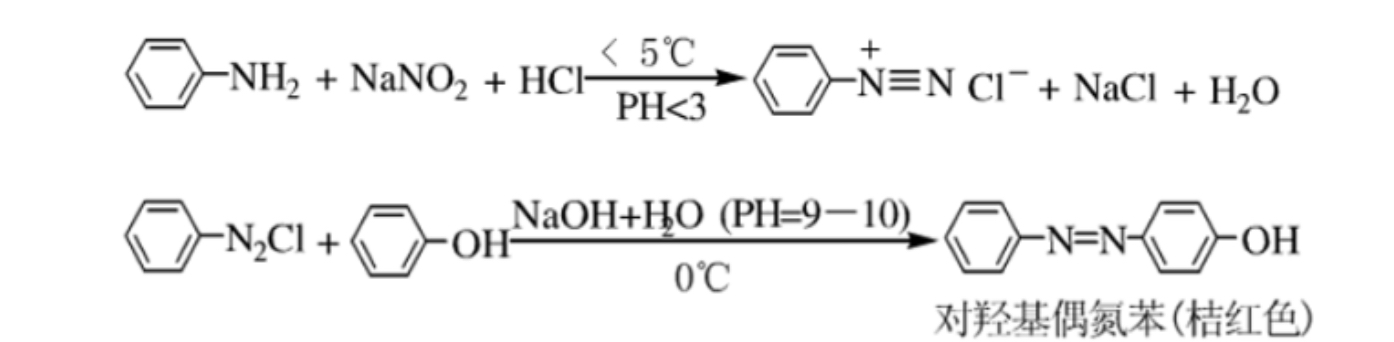 NH₂ + NaNO₂ + HCl < 5℃ PH<3 N⁺≡N Cl⁻ + NaCl + H₂O
N₂Cl + OH NaOH+H₂O (PH=9—10) 0℃ N=N OH
对羟基偶氮苯(桔红色)